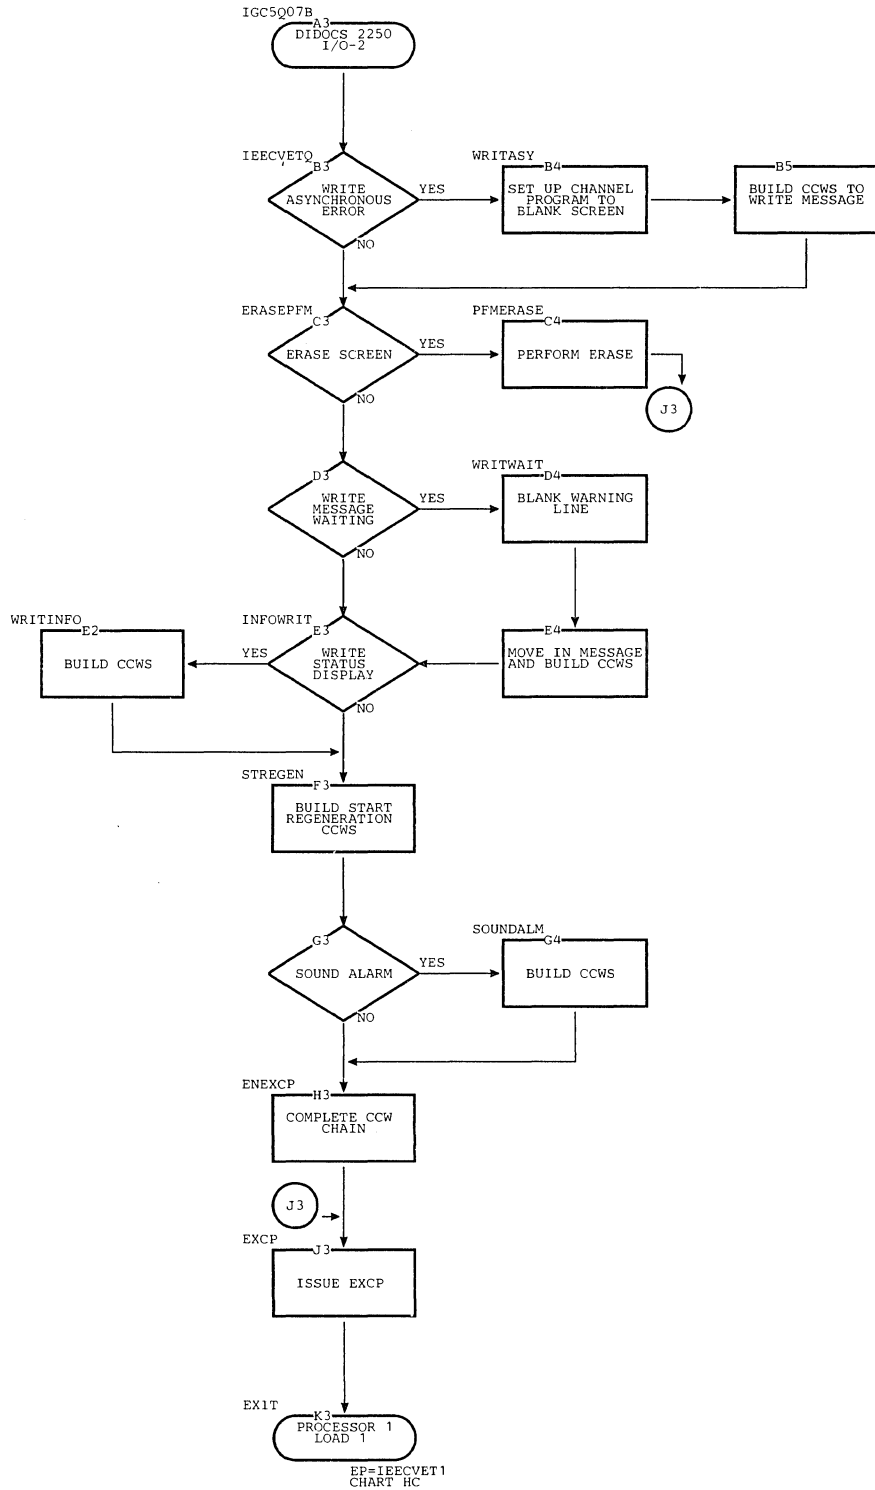 IGC5Q07B
A3
DIDOCS 2250
I/O-2
IEECVETQ
B3
WRITE
ASYNCHRONOUS
ERROR
YES
NO
WRITASY
B4
SET UP CHANNEL
PROGRAM TO
BLANK SCREEN
B5
BUILD CCWS TO
WRITE MESSAGE
ERASEPFM
C3
ERASE SCREEN
YES
NO
PFMERASE
C4
PERFORM ERASE
J3
D3
WRITE
MESSAGE
WAITING
YES
NO
WRITWAIT
D4
BLANK WARNING
LINE
WRITINFO
E2
BUILD CCWS
YES
INFOWRIT
E3
WRITE
STATUS
DISPLAY
NO
E4
MOVE IN MESSAGE
AND BUILD CCWS
STREGEN
F3
BUILD START
REGENERATION
CCWS
G3
SOUND ALARM
YES
NO
SOUNDALM
G4
BUILD CCWS
ENEXCP
H3
COMPLETE CCW
CHAIN
J3
EXCP
J3
ISSUE EXCP
EXIT
K3
PROCESSOR 1
LOAD 1
EP=IEECVET1
CHART HC